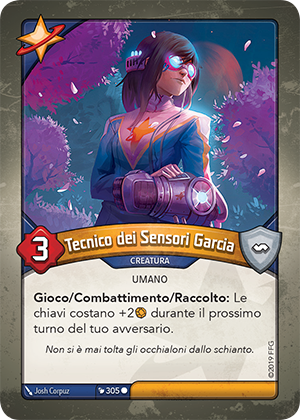 Tecnico dei Sensori Garcia
3
CREATURA
UMANO
Gioco/Combattimento/Raccolto: Le
chiavi costano +2 durante il prossimo
turno del tuo avversario.
Non si è mai tolta gli occhialoni dallo schianto.
©2019 FFG
Josh Corpuz
305